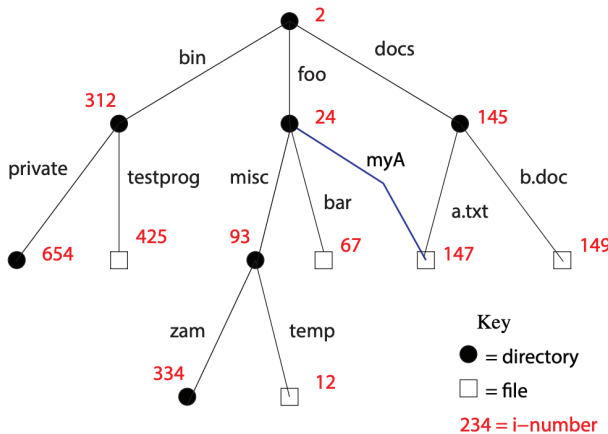 2
bin
foo
docs
312
24
145
private
testprog
misc
bar
myA
a.txt
b.doc
654
425
93
67
147
149
zam
temp
334
12
Key
= directory
= file
234 = i–number